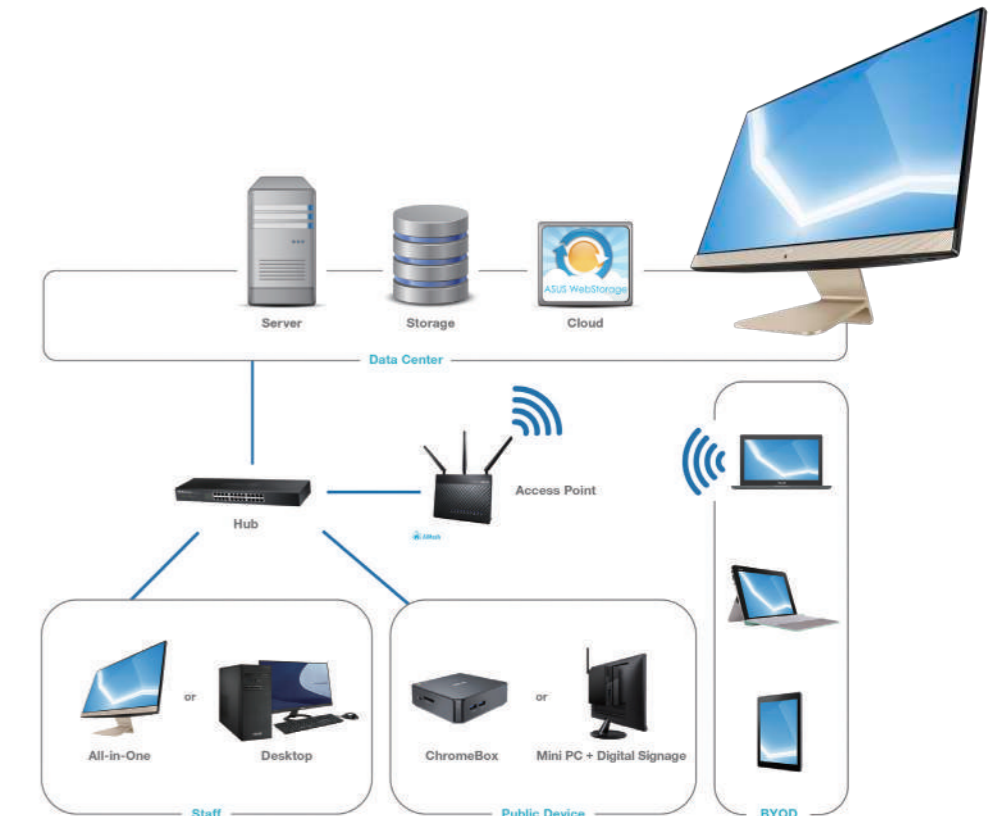 ASUS WebStorage
Server
Storage
Cloud
Data Center
Access Point
Hub
AiMesh
or
or
All-in-One
Desktop
ChromeBox
Mini PC + Digital Signage
Staff
Public Device
BYOD